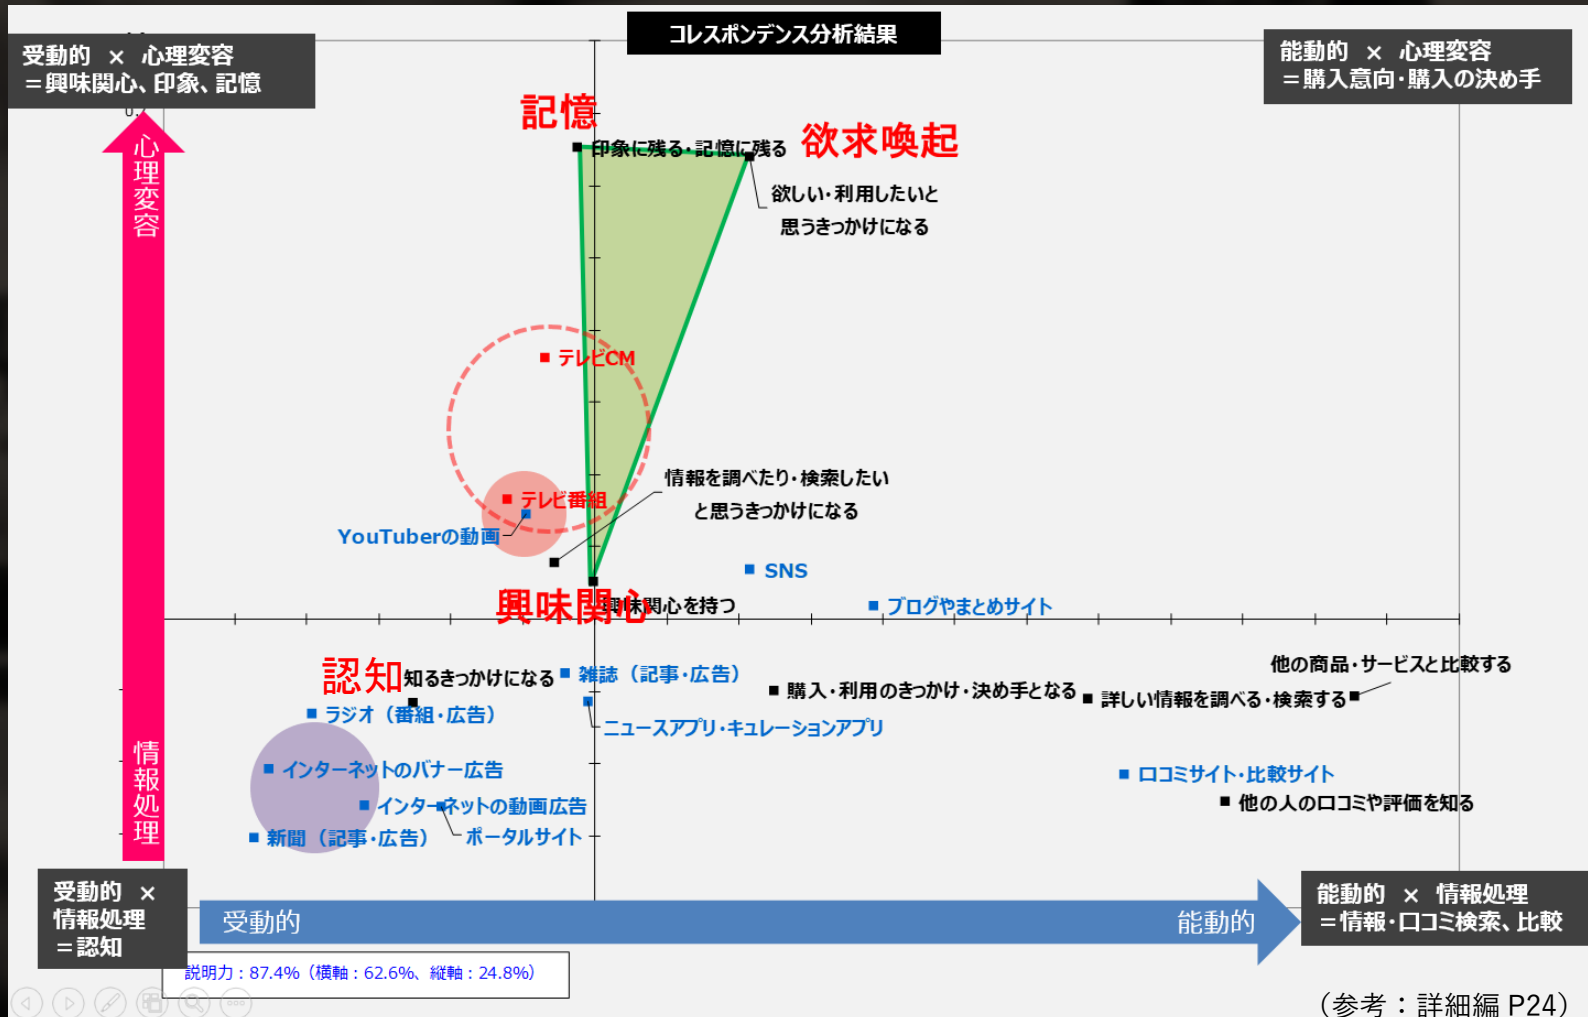 コレスポンデンス分析結果
受動的 × 心理変容
＝興味関心、印象、記憶
能動的 × 心理変容
＝購入意向・購入の決め手
心理変容
記憶
印象に残る・記憶に残る
欲求喚起
欲しい・利用したいと
思うきっかけになる
テレビCM
情報を調べたり・検索したい
と思うきっかけになる
テレビ番組
YouTuberの動画
SNS
興味関心
興味関心を持つ
ブログやまとめサイト
認知
知るきっかけになる
雑誌（記事・広告）
他の商品・サービスと比較する
購入・利用のきっかけ・決め手となる
詳しい情報を調べる・検索する
ラジオ（番組・広告）
ニュースアプリ・キュレーションアプリ
情報処理
インターネットのバナー広告
口コミサイト・比較サイト
インターネットの動画広告
他の人の口コミや評価を知る
新聞（記事・広告）
ポータルサイト
受動的 ×
情報処理
＝認知
受動的
能動的
能動的 × 情報処理
＝情報・口コミ検索、比較
説明力：87.4%（横軸：62.6%、縦軸：24.8%）
（参考：詳細編 P24）